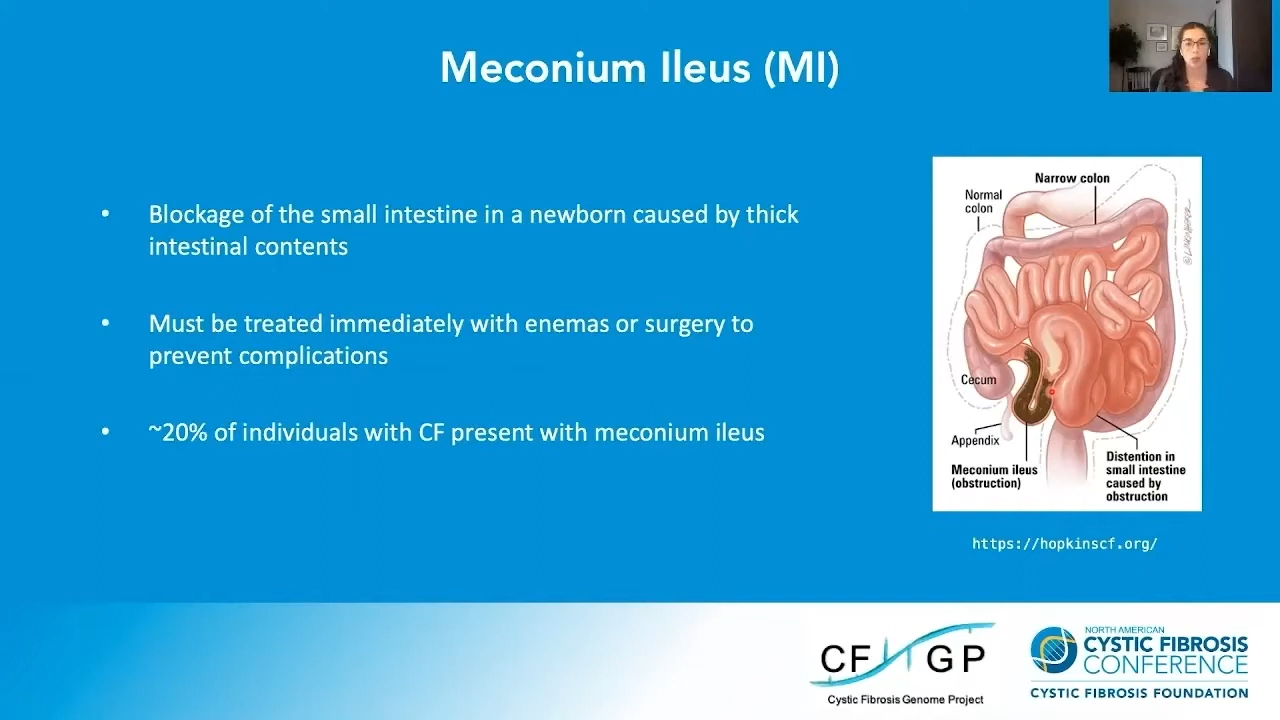 Meconium Ileus (MI)
• Blockage of the small intestine in a newborn caused by thick
intestinal contents
• Must be treated immediately with enemas or surgery to
prevent complications
• ~20% of individuals with CF present with meconium ileus
Narrow colon
Normal
colon
Cecum
Appendix
Meconium ileus
(obstruction)
Distention in
small intestine
caused by
obstruction
https://hopkinscf.org/
CF GP
Cystic Fibrosis Genome Project
NORTH AMERICAN
CYSTIC FIBROSIS
CONFERENCE
CYSTIC FIBROSIS FOUNDATION